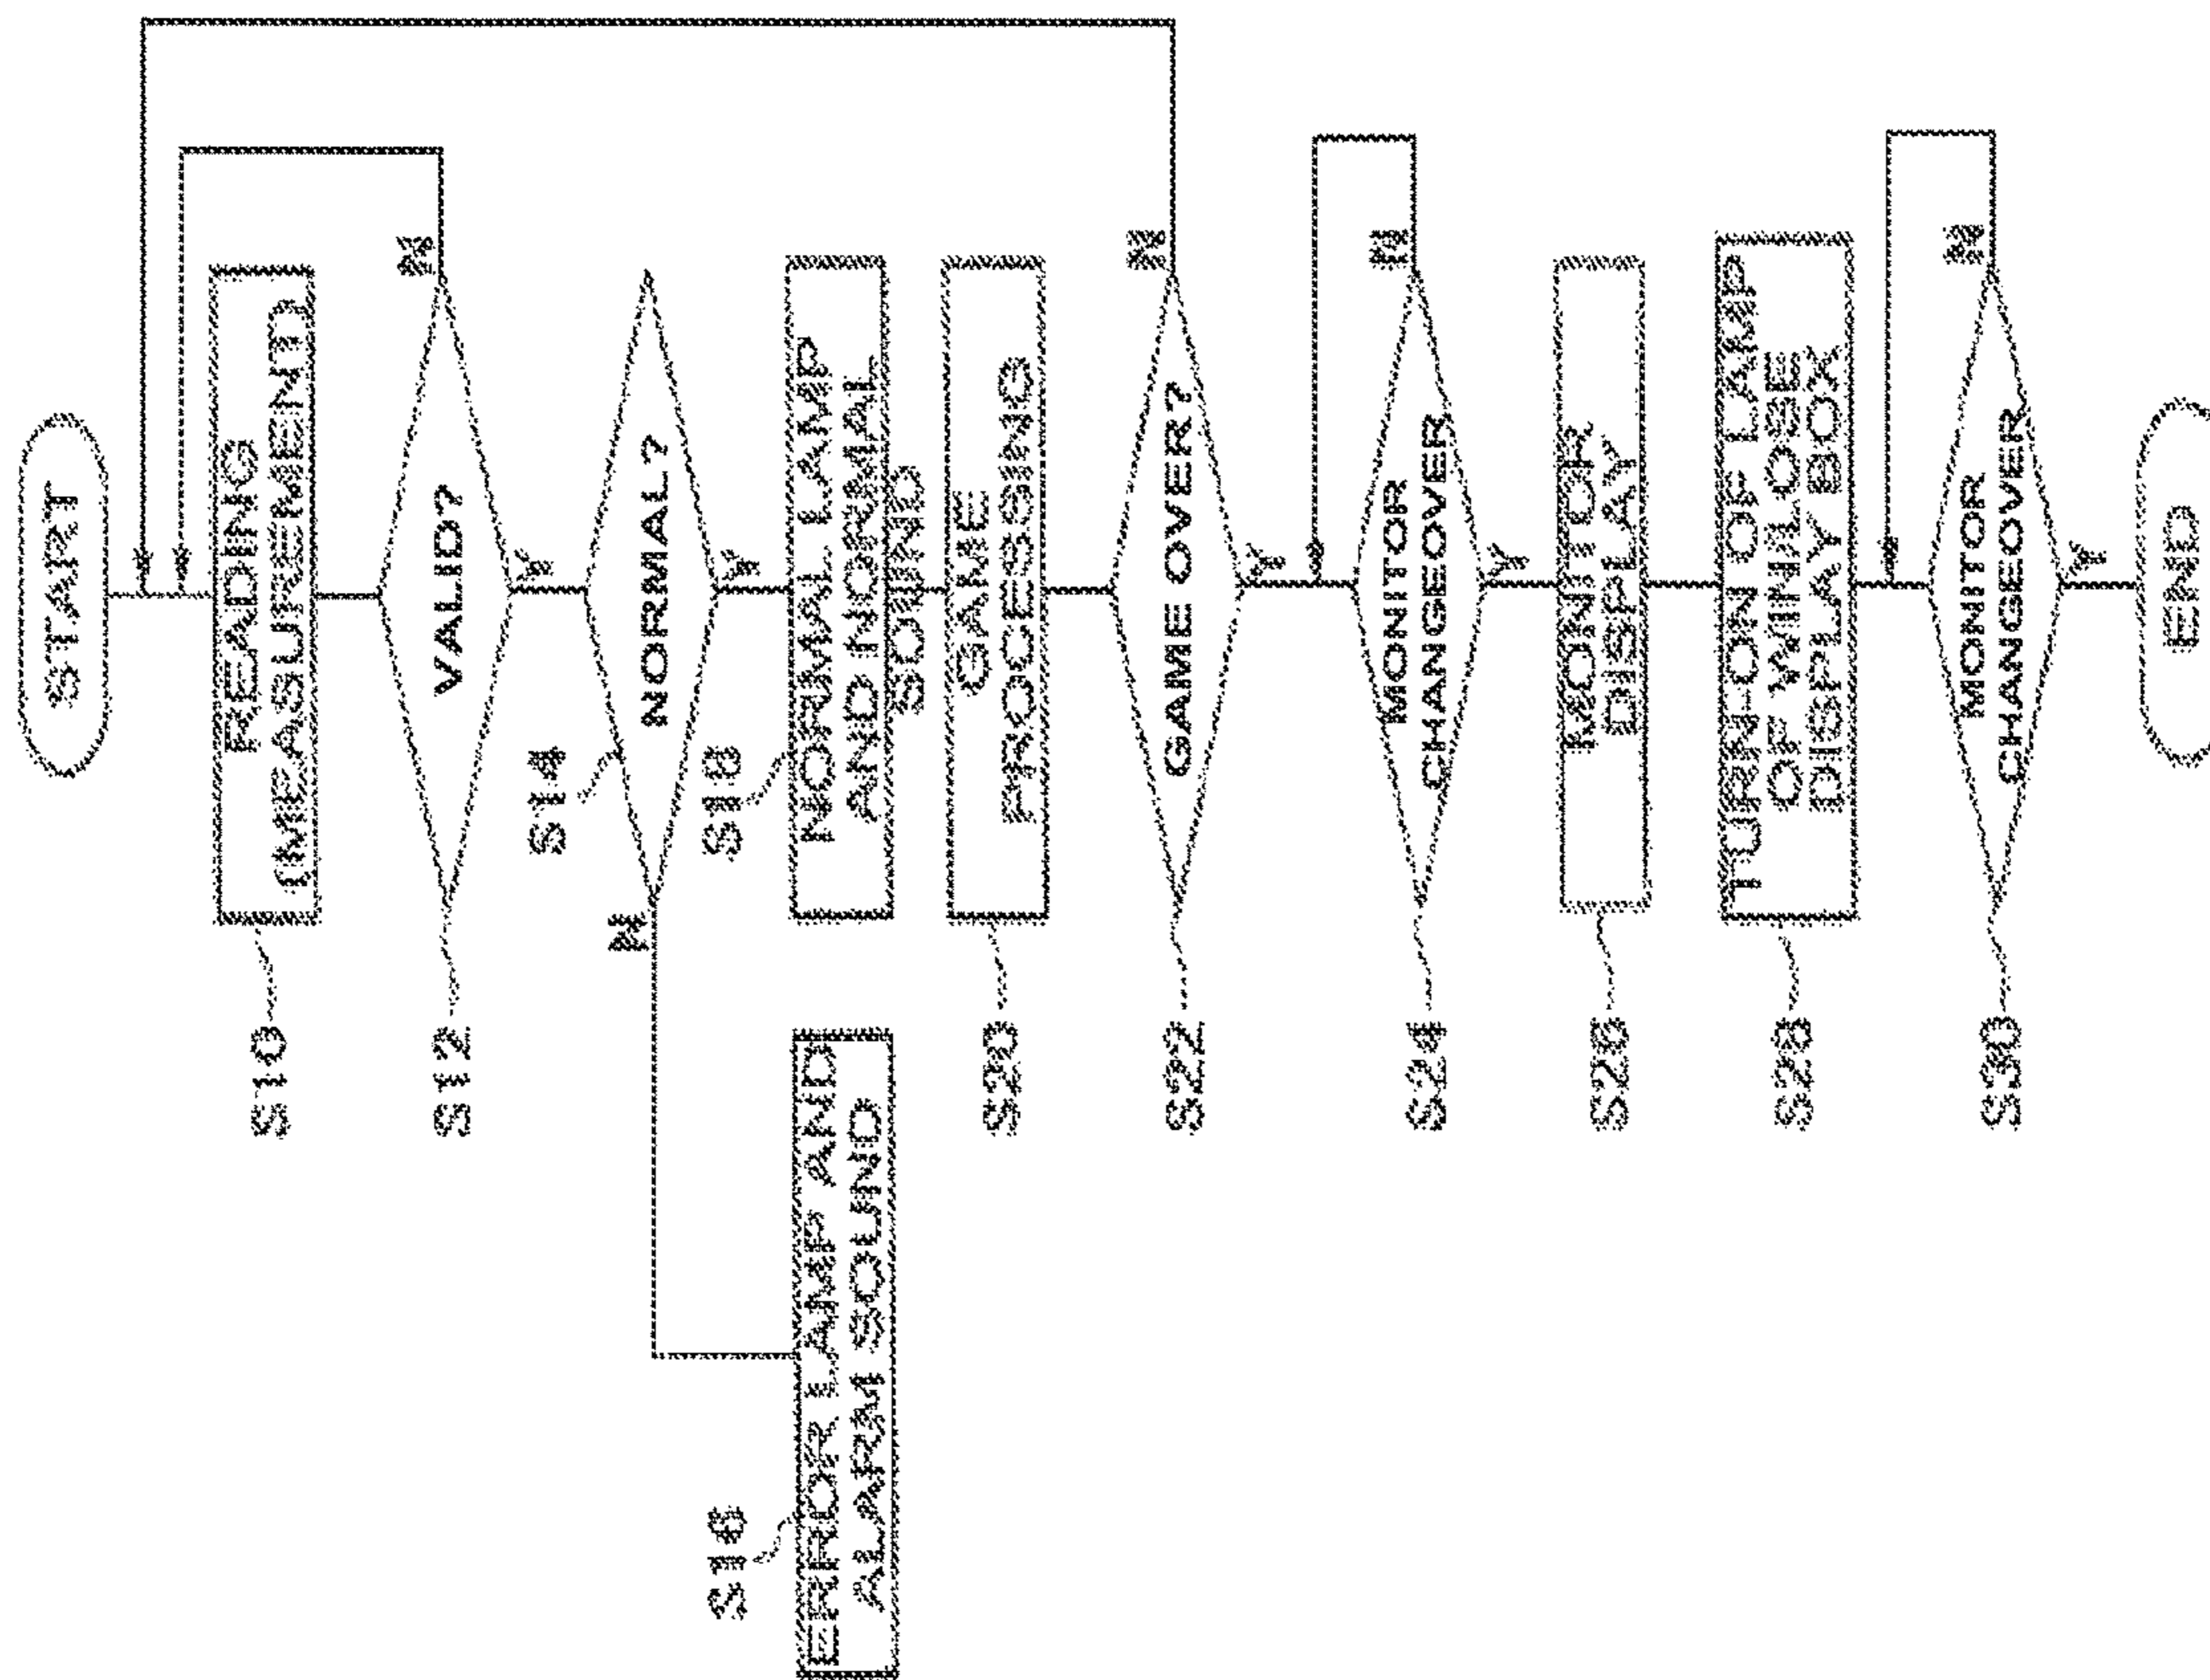 START
READING
(MEASUREMENT)
S10
N
VALID?
S12
Y
S14
NORMAL?
N
Y
S16
ERROR LAMP AND
ALARM SOUND
S18
NORMAL LAMP
AND NORMAL
SOUND
GAME
PROCESSING
S20
N
GAME OVER?
S22
Y
N
MONITOR
CHANGEOVER
S24
Y
MONITOR
DISPLAY
S26
TURN-ON OF LAMP
OF WIN/LOSE
DISPLAY BOX
S28
N
MONITOR
CHANGEOVER
S30
Y
END